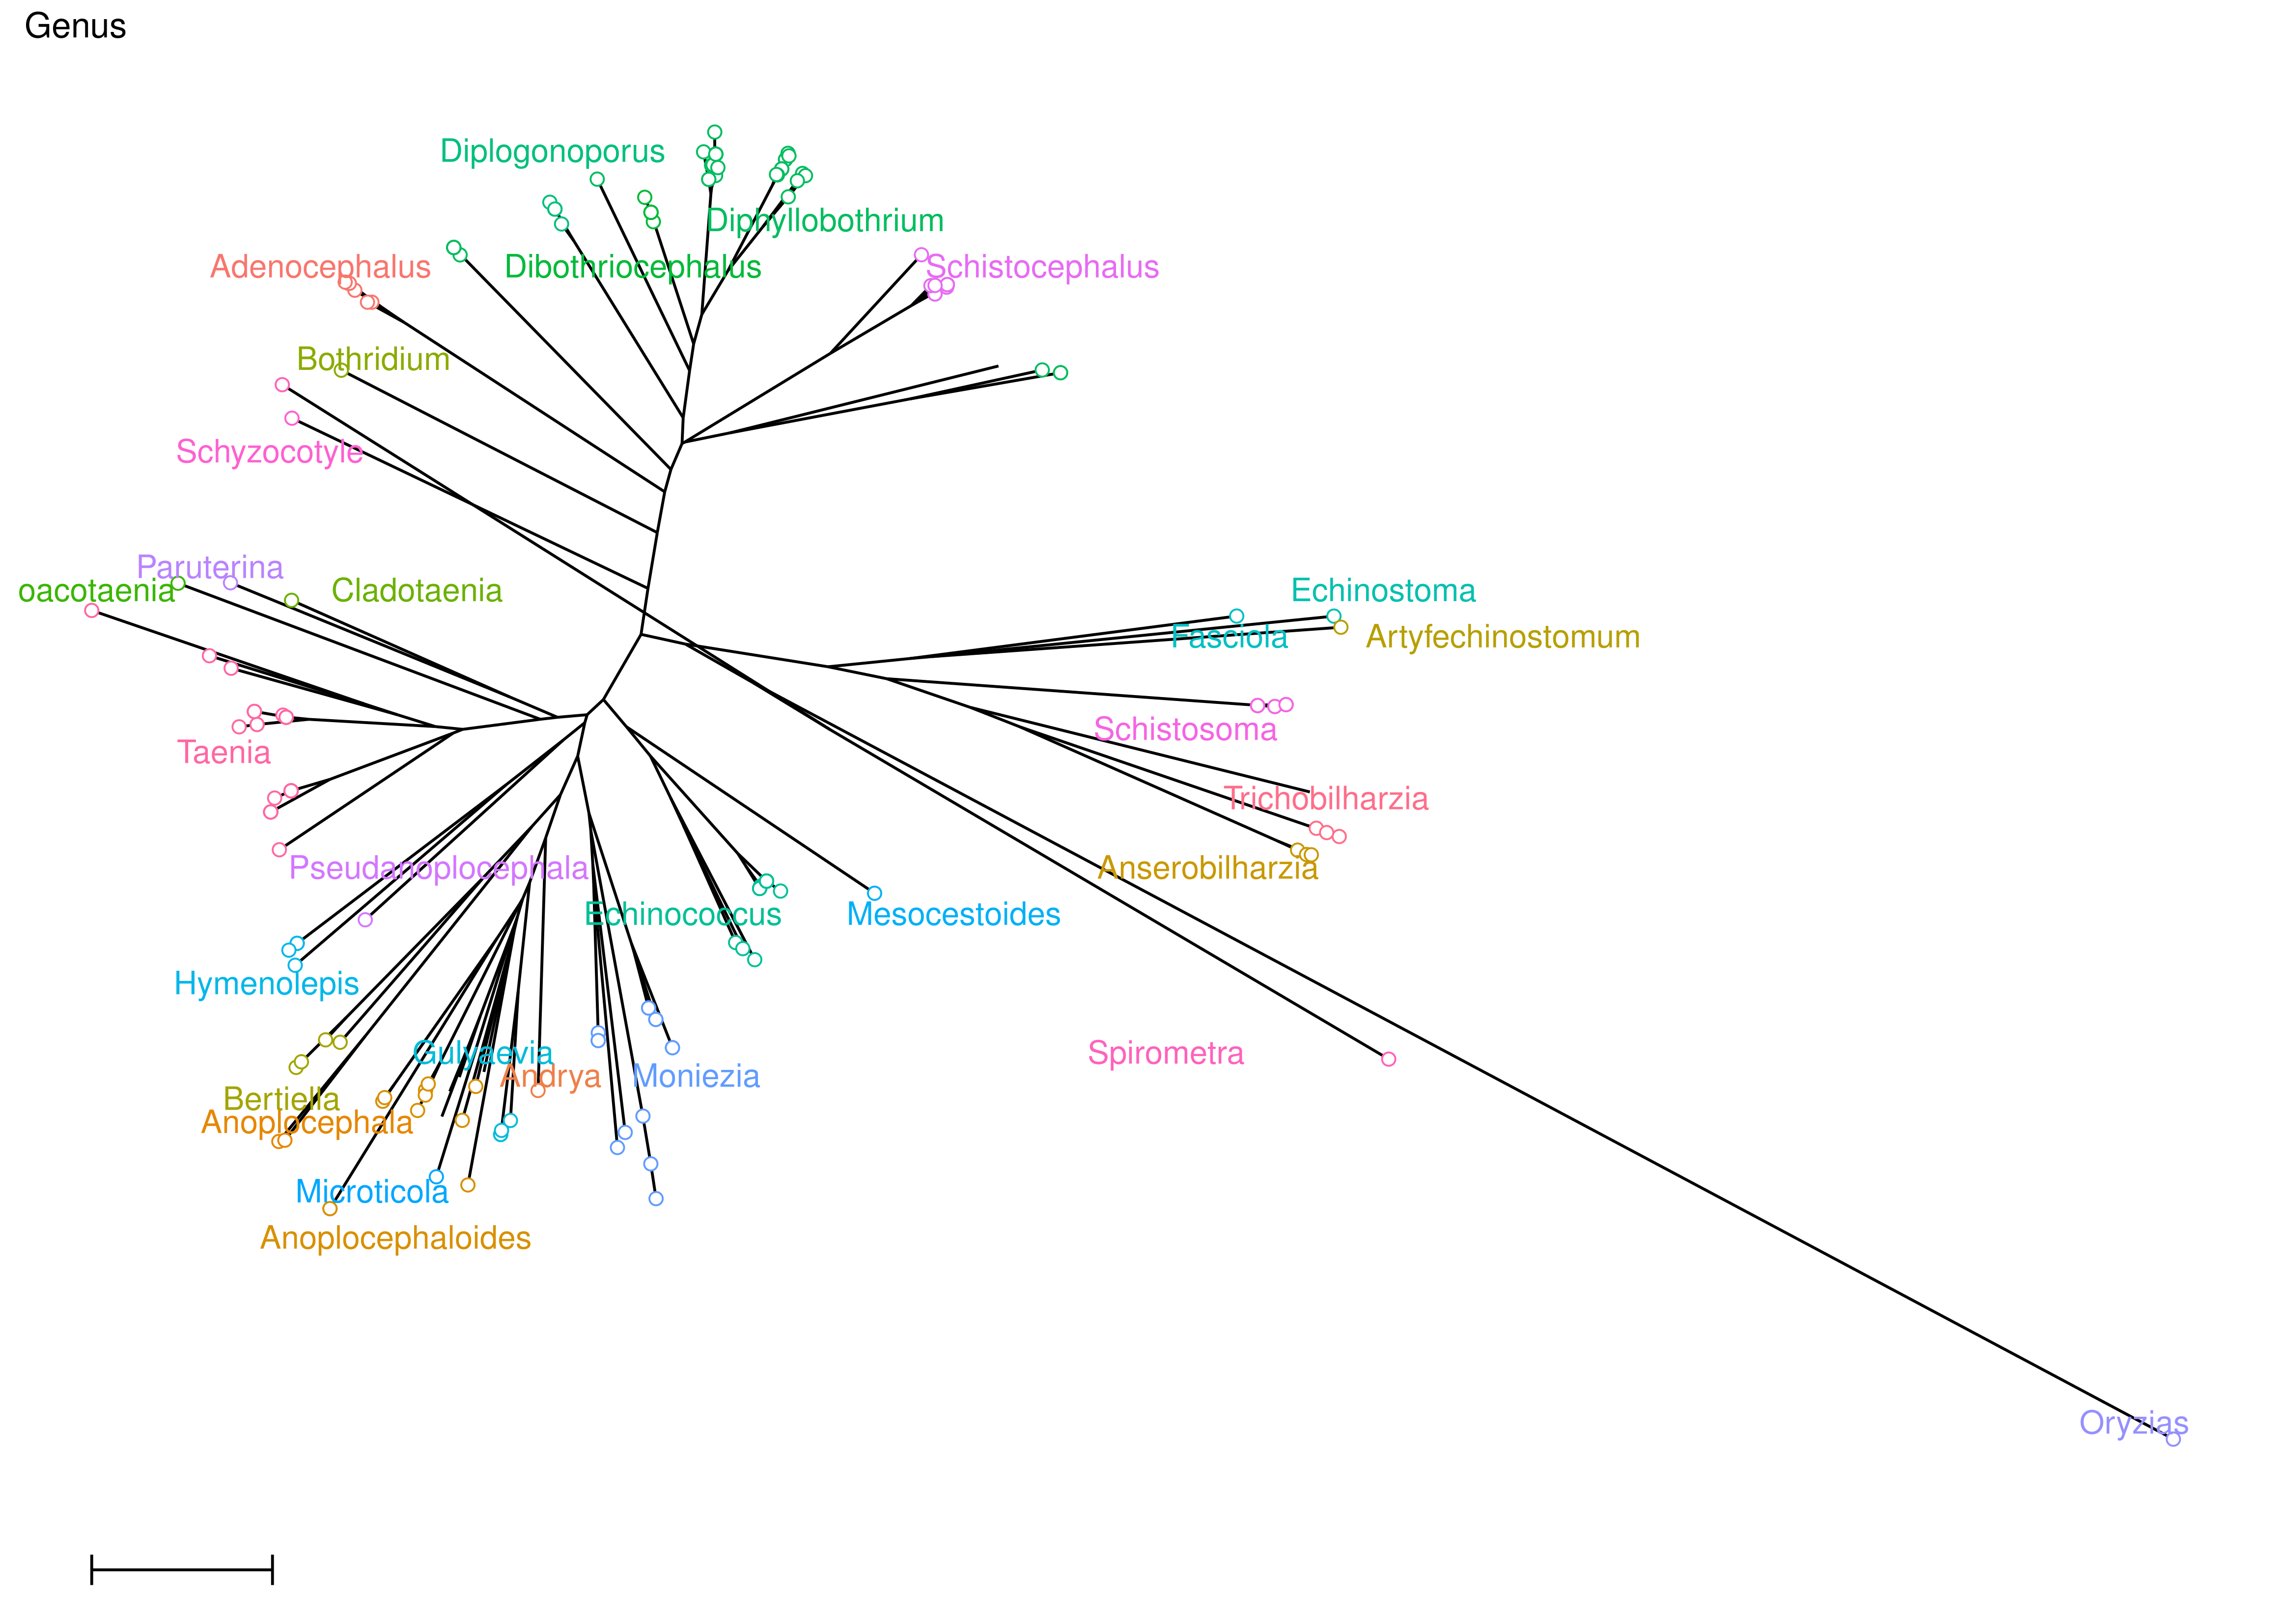 Genus
Diplogonoporus
Diphyllobothrium
Adenocephalus
Dibothriocephalus
Schistocephalus
Bothridium
Schyzocotyle
Paruterina
oacotaenia
Cladotaenia
Echinostoma
Fasciola
Artyfechinostomum
Schistosoma
Taenia
Trichobilharzia
Pseudanoplocephala
Anserobilharzia
Echinococcus
Mesocestoides
Hymenolepis
Gulyaevia
Spirometra
Andrya
Moniezia
Bertiella
Anoplocephala
Microticola
Anoplocephaloides
Oryzias